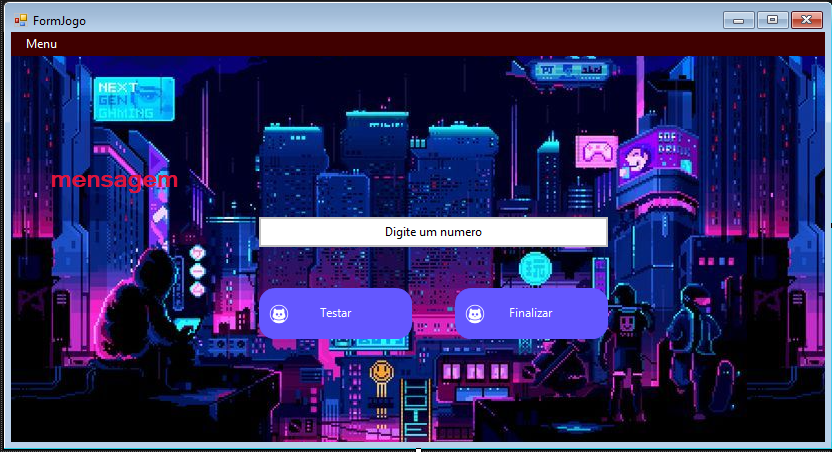 FormJogo
Menu
NEXT
GEN
GAMING
mensagem
Digite um numero
Testar
Finalizar